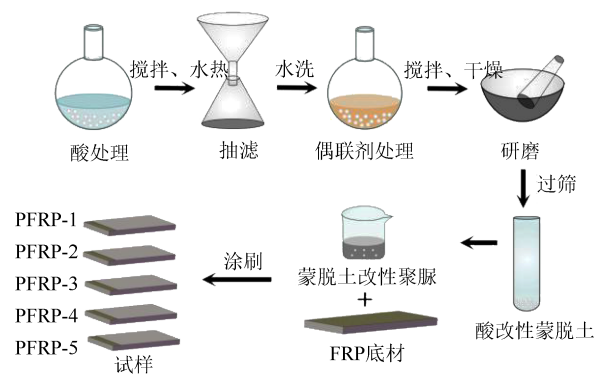 搅拌、水热
水洗
搅拌、干燥
酸处理
抽滤
偶联剂处理
研磨
过筛
PFRP-1
PFRP-2
PFRP-3
PFRP-4
PFRP-5
试样
涂刷
蒙脱土改性聚脲
+
FRP底材
酸改性蒙脱土